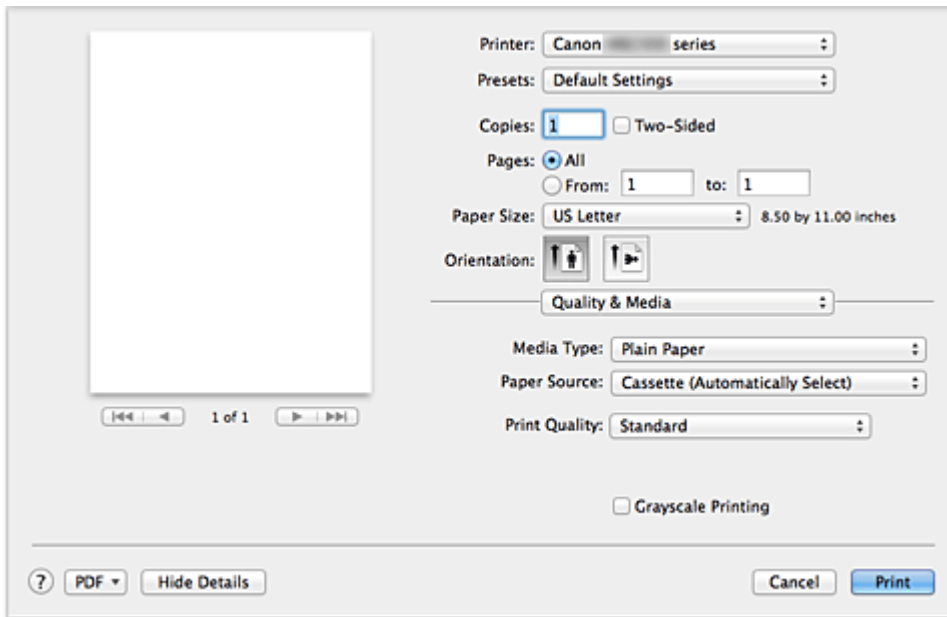 Printer: Canon series
Presets: Default Settings
Copies: 1 Two-Sided
Pages: All
From: 1 to: 1
Paper Size: US Letter 8.50 by 11.00 inches
Orientation:
Quality & Media
Media Type: Plain Paper
Paper Source: Cassette (Automatically Select)
1 of 1
Print Quality: Standard
Grayscale Printing
? PDF Hide Details Cancel Print